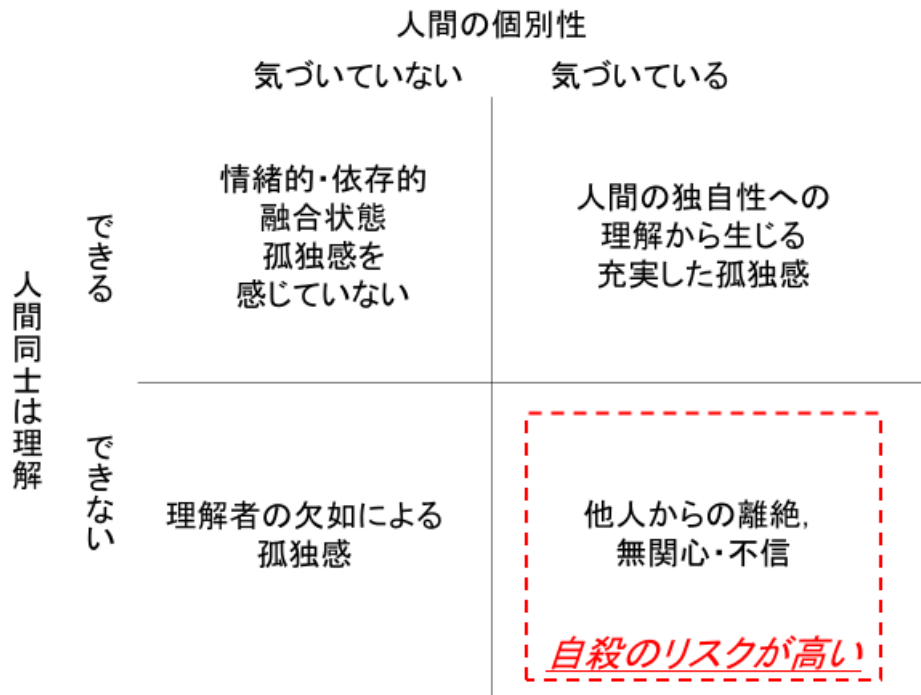 人間の個別性
気づいていない
気づいている
人間同士は理解
できる
情緒的・依存的
融合状態
孤独感を
感じていない
人間の独自性への
理解から生じる
充実した孤独感
できない
理解者の欠如による
孤独感
他人からの離絶,
無関心・不信
自殺のリスクが高い